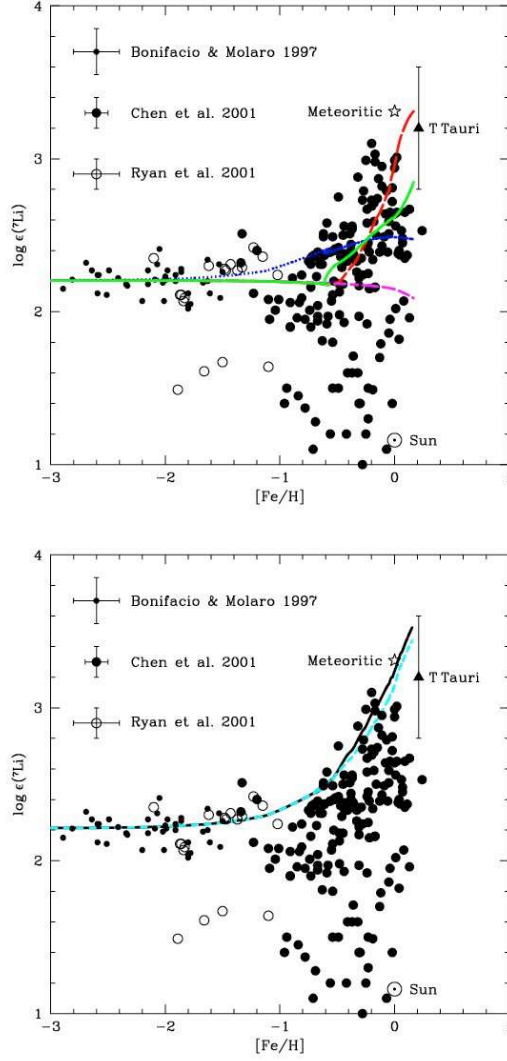 4
Bonifacio & Molaro 1997
Chen et al. 2001
Meteoritic
T Tauri
Ryan et al. 2001
3
log ε(⁷Li)
2
Sun
1
−3 −2 −1 0
[Fe/H]
4
Bonifacio & Molaro 1997
Chen et al. 2001
Meteoritic
T Tauri
Ryan et al. 2001
3
log ε(⁷Li)
2
Sun
1
−3 −2 −1 0
[Fe/H]